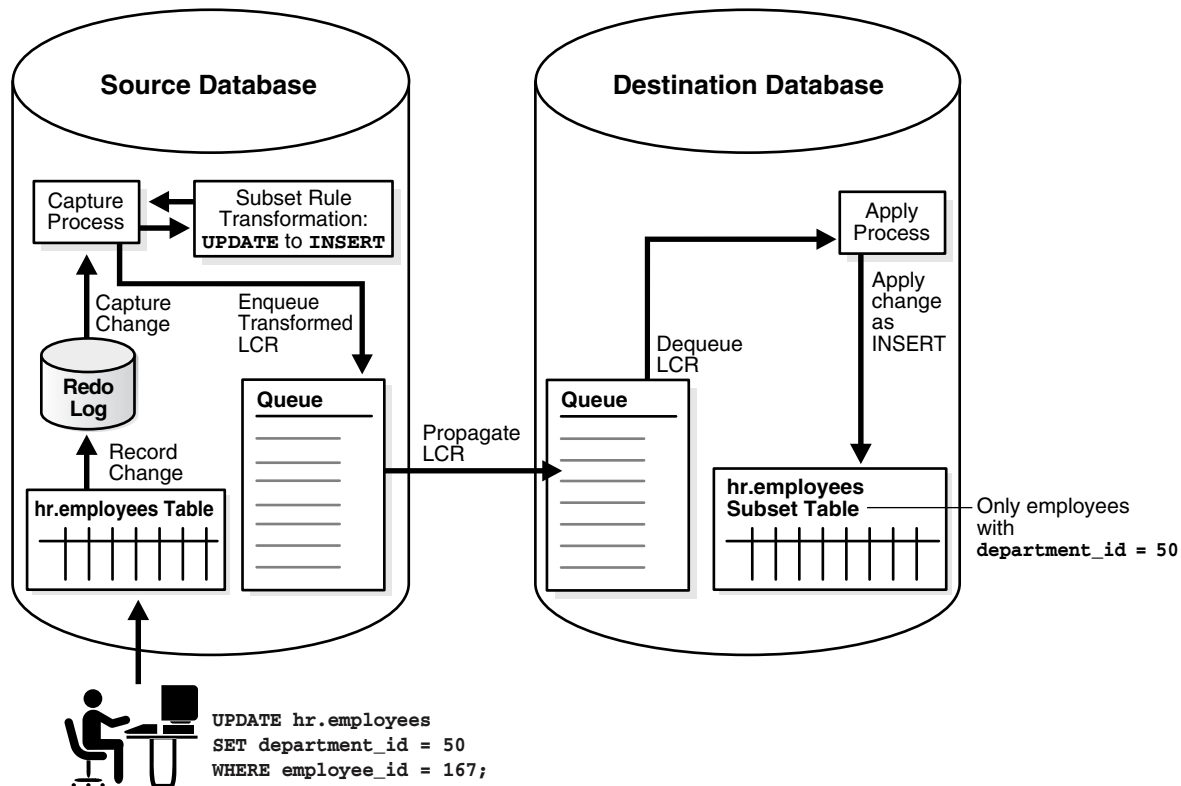 Source Database
Destination Database
Capture
Process
Subset Rule
Transformation:
UPDATE to INSERT
Apply
Process
Capture
Change
Enqueue
Transformed
LCR
Apply
change
as
INSERT
Dequeue
LCR
Redo
Log
Queue
Queue
Propagate
LCR
Record
Change
hr.employees Table
hr.employees
Subset Table
Only employees
with
department_id = 50
UPDATE hr.employees
SET department_id = 50
WHERE employee_id = 167;